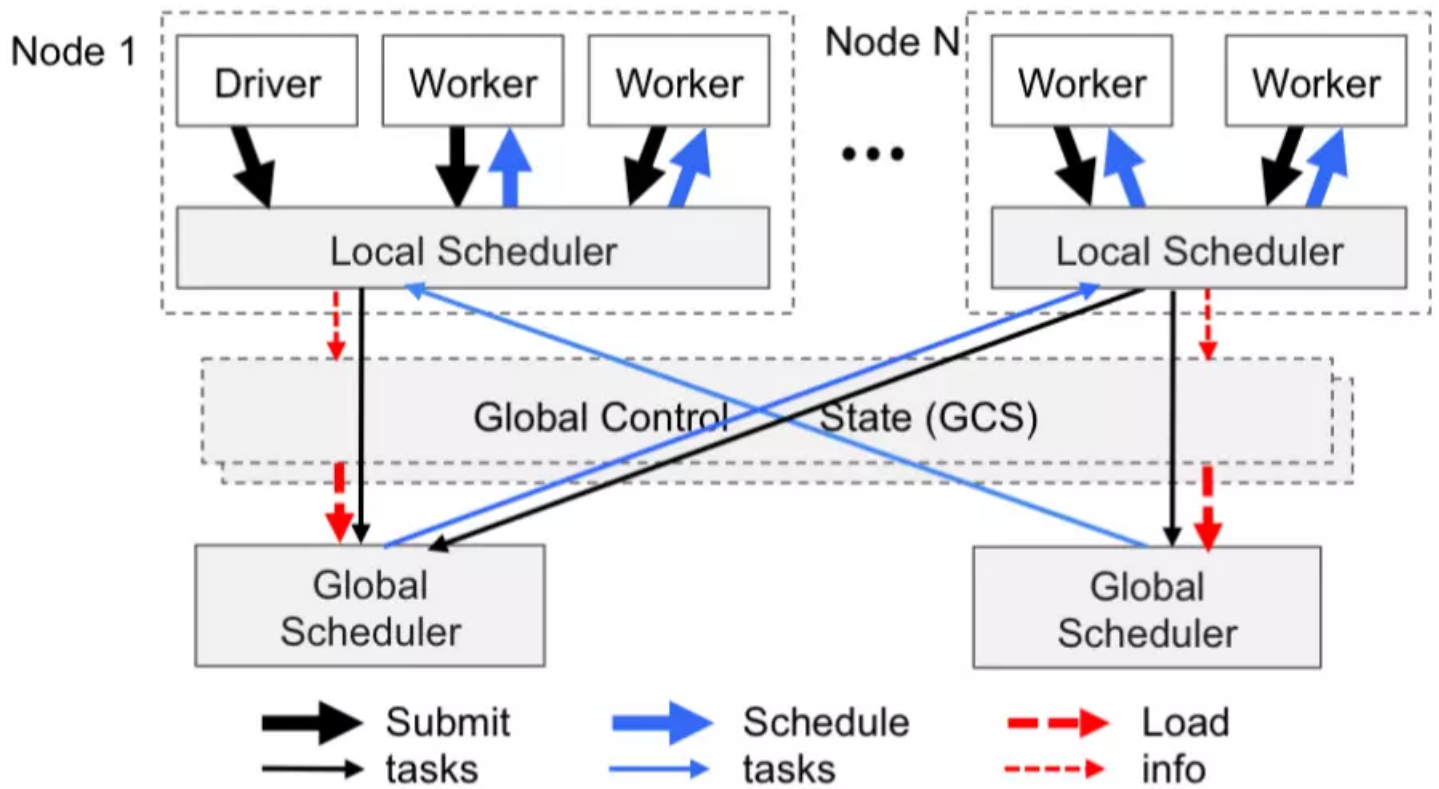 Node 1
Driver
Worker
Worker
Node N
Worker
Worker
...
Local Scheduler
Local Scheduler
Global Control State (GCS)
Global
Scheduler
Global
Scheduler
Submit
tasks
Schedule
tasks
Load
info